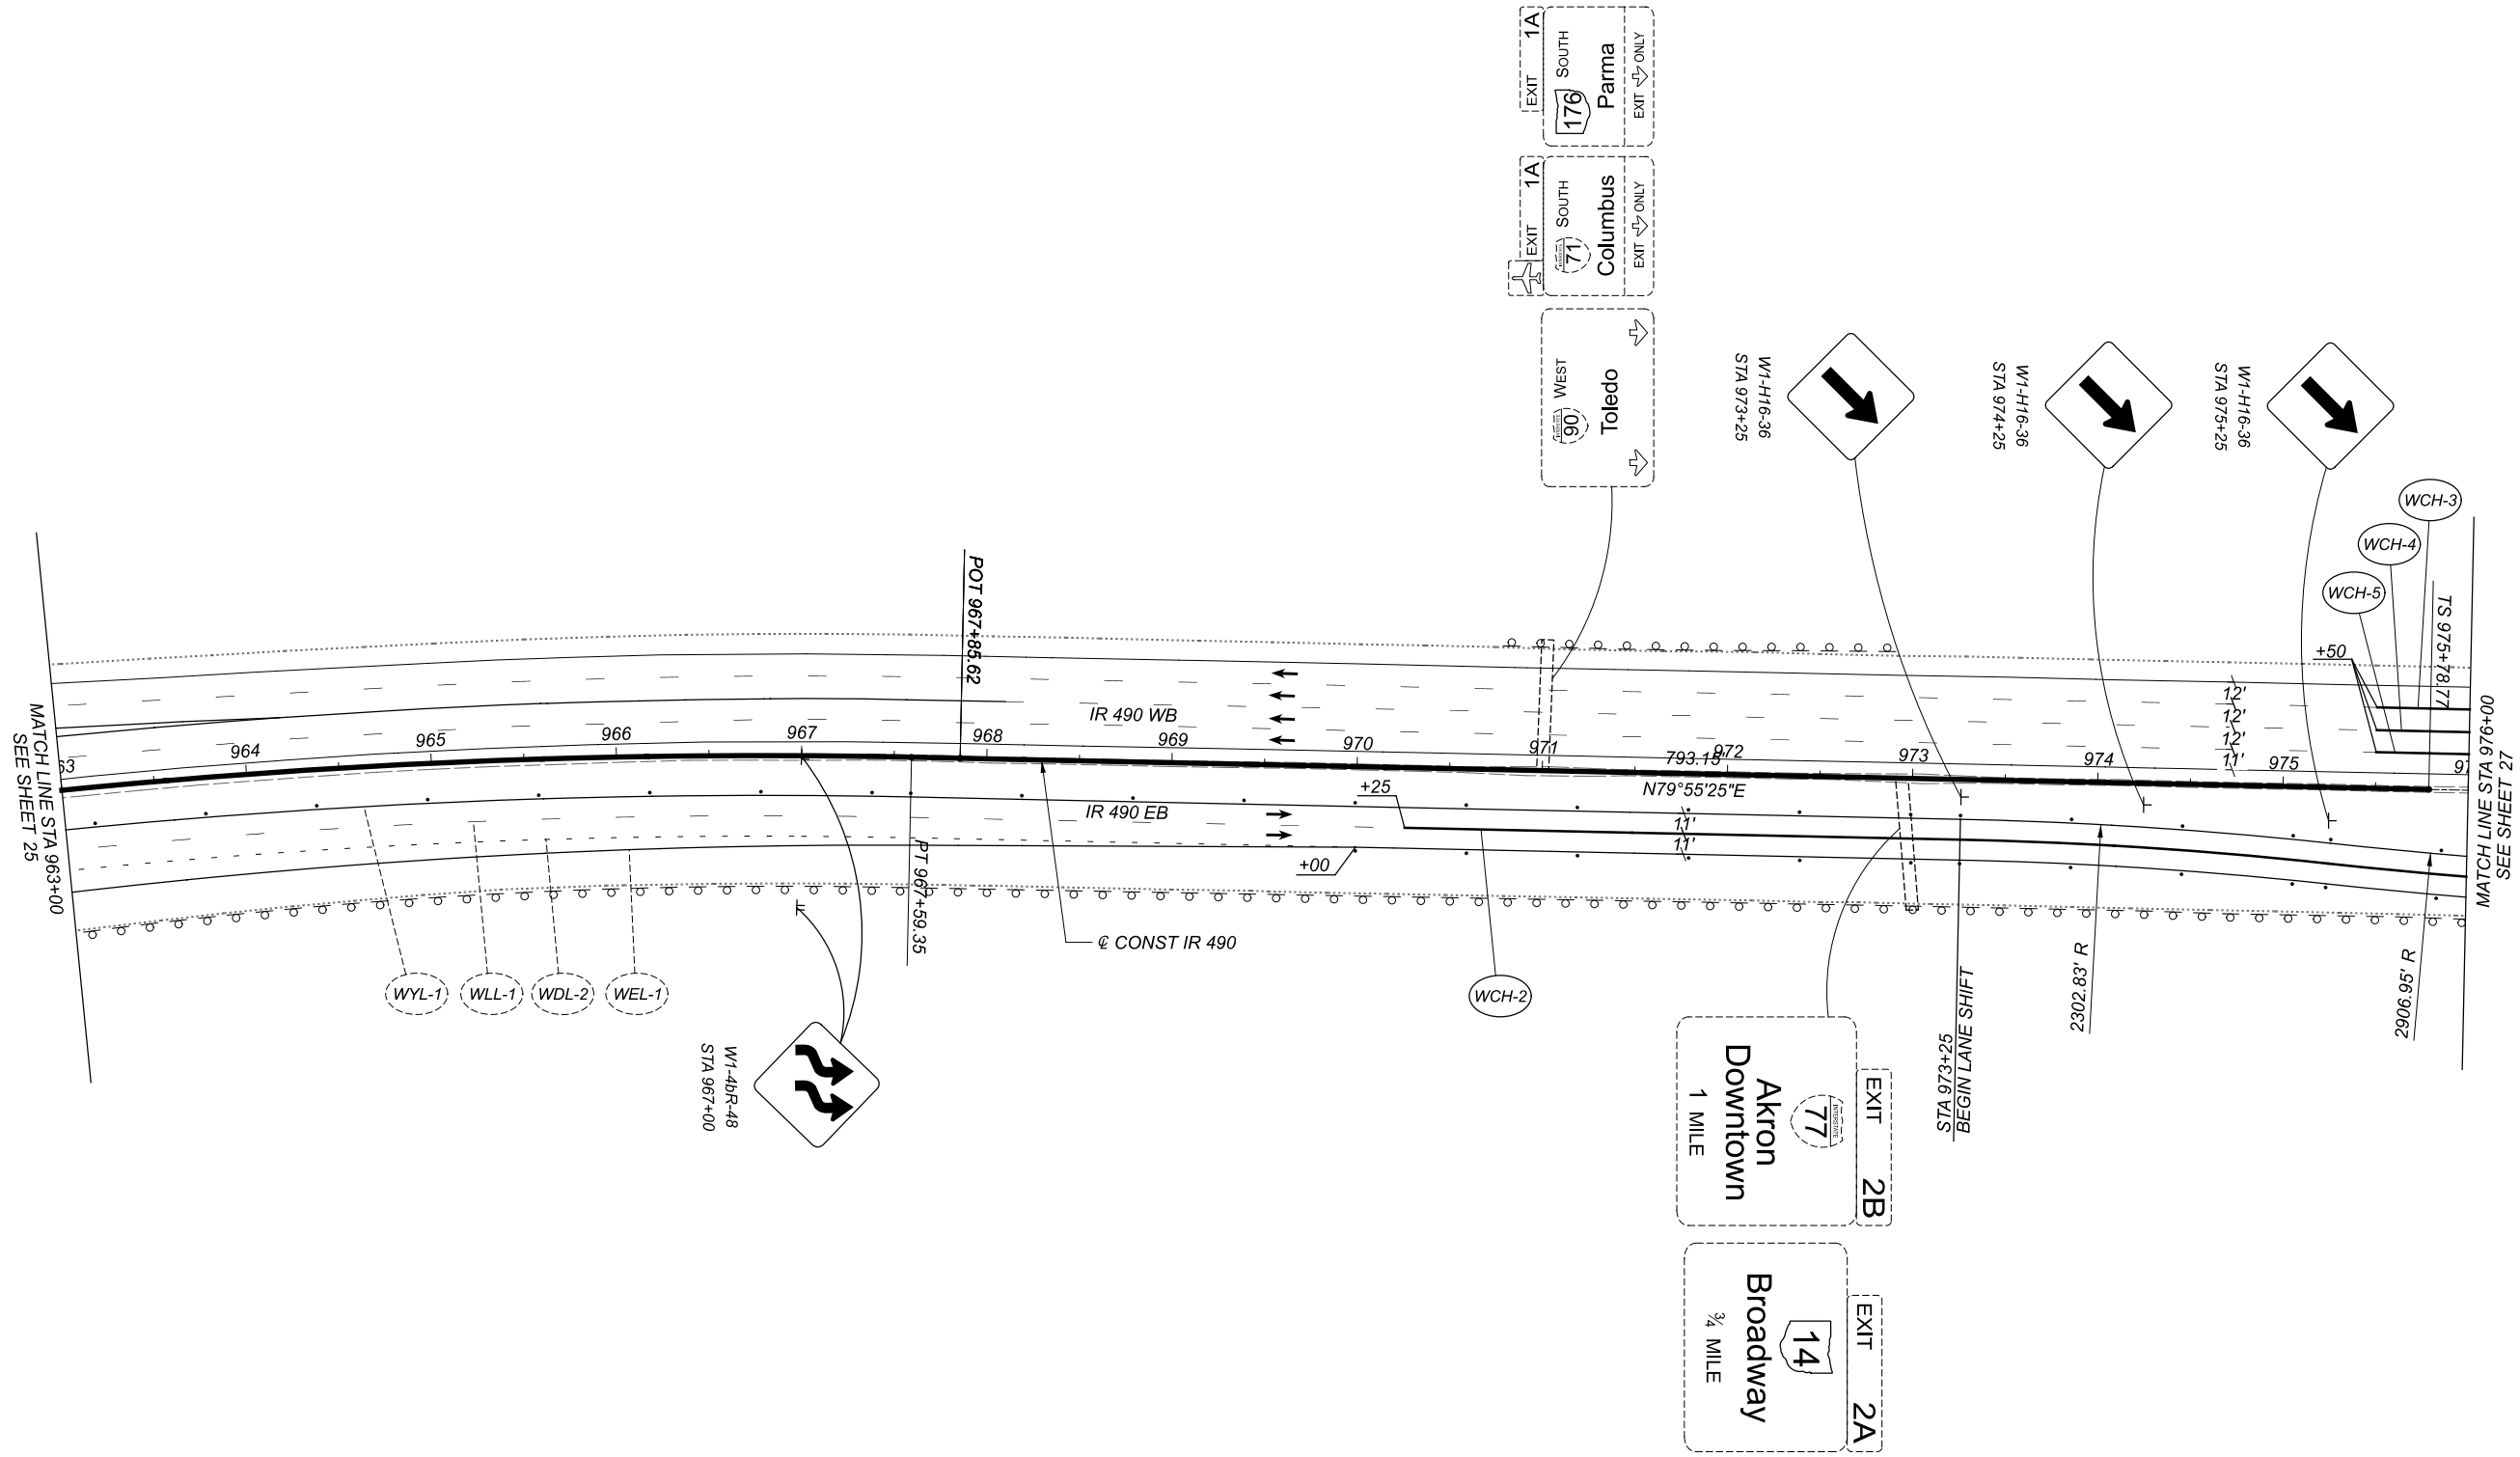 EXIT 1A
176 SOUTH
Parma
EXIT ONLY
EXIT 1A
INTERSTATE
71 SOUTH
Columbus
EXIT ONLY
INTERSTATE
90 WEST
Toledo
W1-H16-36
STA 973+25
W1-H16-36
STA 974+25
W1-H16-36
STA 975+25
WCH-3
WCH-4
WCH-5
+50
TS 975+78.77
POT 967+85.62
MATCH LINE STA 963+00
SEE SHEET 25
MATCH LINE STA 976+00
SEE SHEET 27
IR 490 WB
12'
12'
12'
11'
63
964
965
966
967
968
969
970
971
972
973
974
975
97
793.15'
N79°55'25"E
+25
IR 490 EB
11'
11'
+00
PT 967+59.35
℄ CONST IR 490
WYL-1
WLL-1
WDL-2
WEL-1
WCH-2
W1-4bR-48
STA 967+00
STA 973+25
BEGIN LANE SHIFT
2302.83' R
2906.95' R
EXIT 2B
INTERSTATE
77
Akron
Downtown
1 MILE
EXIT 2A
14
Broadway
¾ MILE